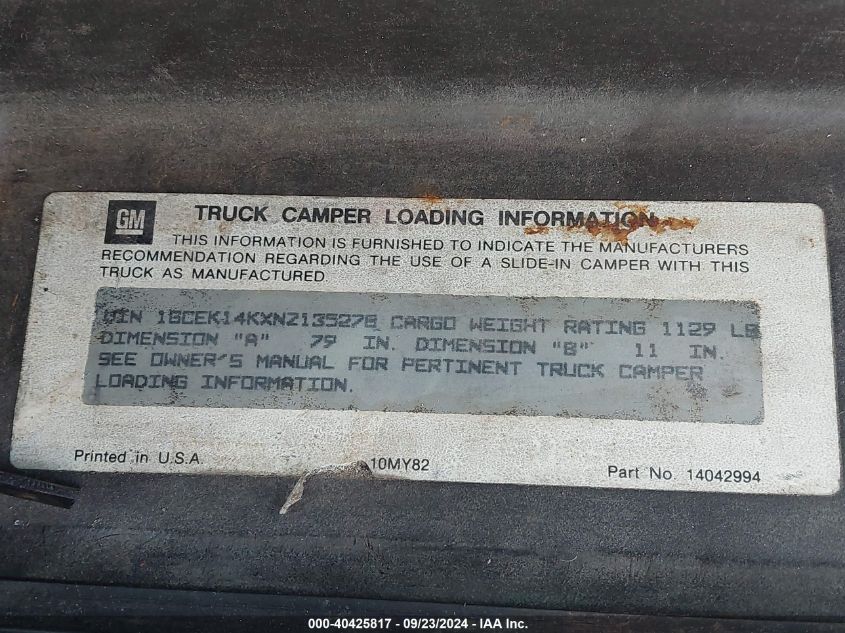 GM TRUCK CAMPER LOADING INFORMATION
THIS INFORMATION IS FURNISHED TO INDICATE THE MANUFACTURERS
RECOMMENDATION REGARDING THE USE OF A SLIDE-IN CAMPER WITH THIS
TRUCK AS MANUFACTURED
VIN 1GCEK14KXNZ135278 CARGO WEIGHT RATING 1129 LB
DIMENSION "A" 79 IN. DIMENSION "B" 11 IN.
SEE OWNER'S MANUAL FOR PERTINENT TRUCK CAMPER
LOADING INFORMATION.
Printed in U.S.A. 10MY82 Part No. 14042994
000-40425817 - 09/23/2024 - IAA Inc.